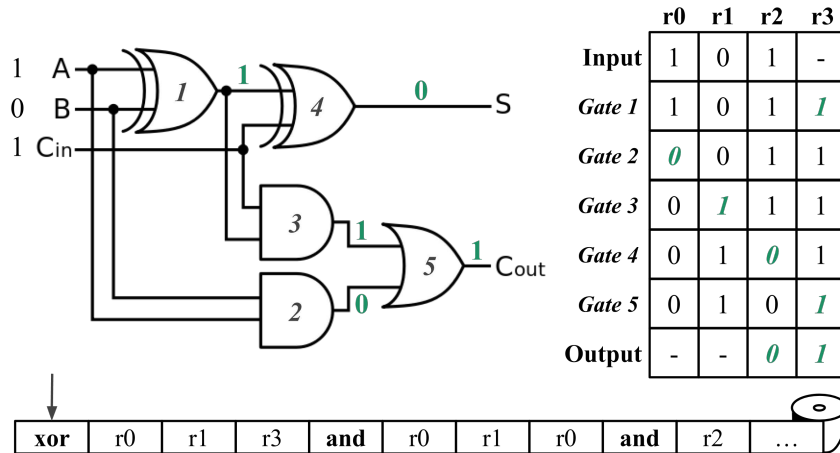 r0 r1 r2 r3
Input 1 0 1 -
Gate 1 1 0 1 1
Gate 2 0 0 1 1
Gate 3 0 1 1 1
Gate 4 0 1 0 1
Gate 5 0 1 0 1
Output - - 0 1
1 A 1 1 4 0 S
0 B
1 Cin
3 1
5 1 Cout
2 0
xor r0 r1 r3 and r0 r1 r0 and r2 ...